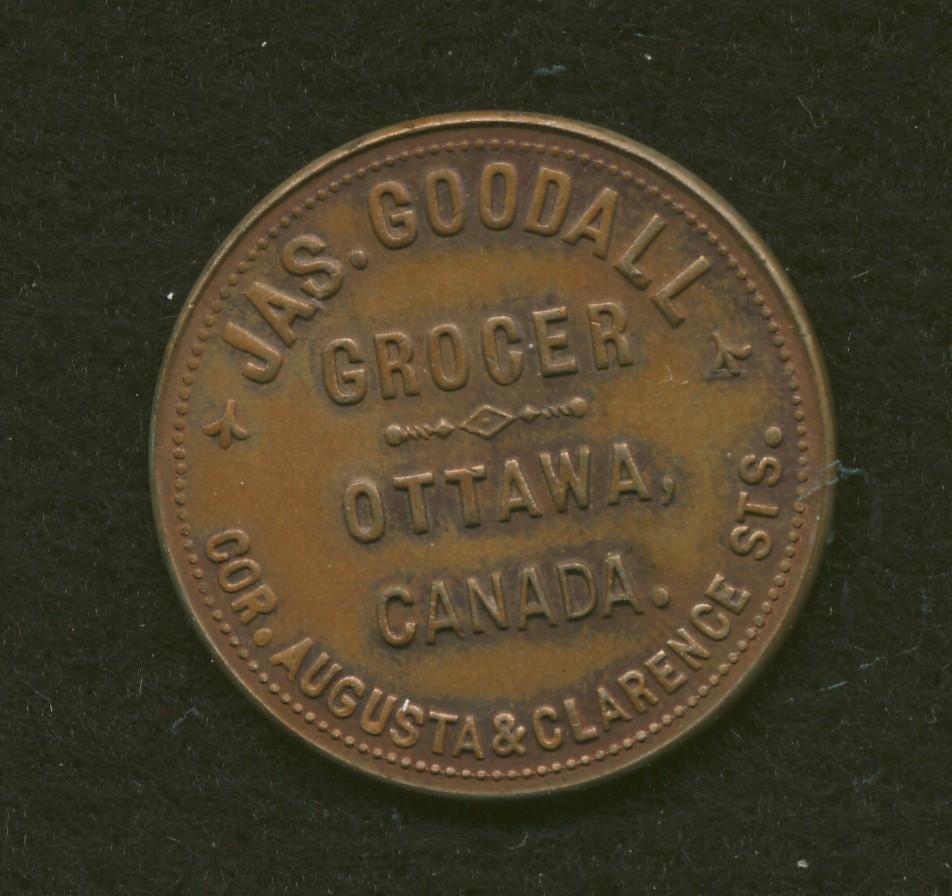 JAS. GOODALL
GROCER
OTTAWA,
CANADA.
COR. AUGUSTA & CLARENCE STS.